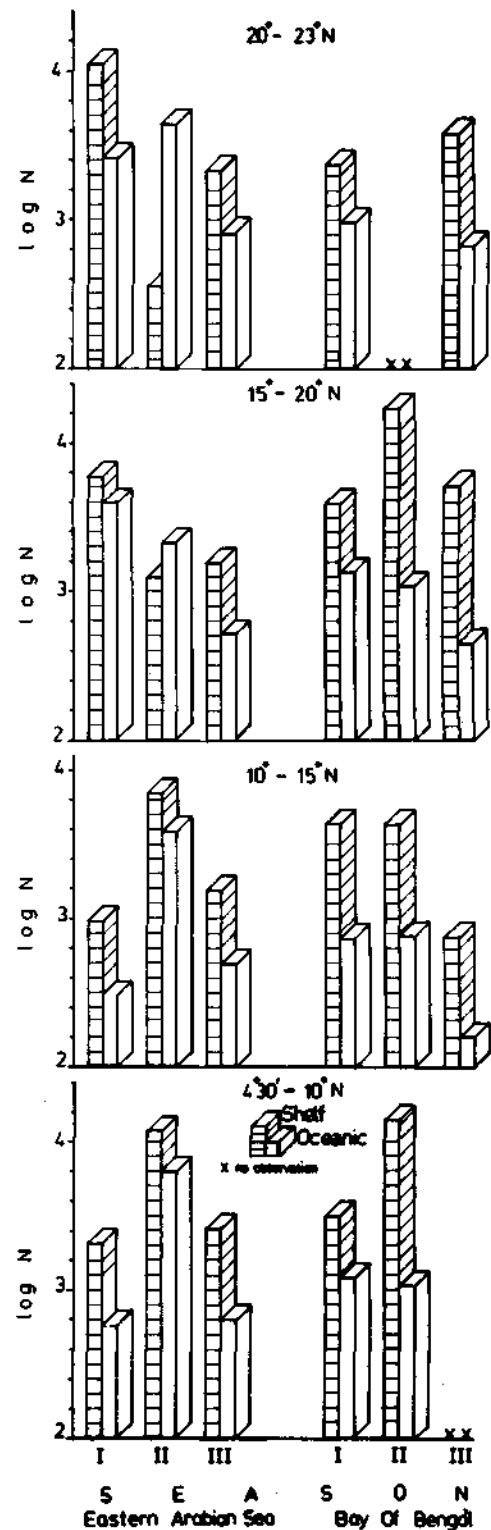 20° - 23°N
4
3
2
log N
x x
15° - 20°N
4
3
2
log N
10° - 15°N
4
3
2
log N
4°30' - 10°N
Shelf
Oceanic
x no observation
4
3
2
log N
x x
I II III I II III
S E A S O N
Eastern Arabian Sea Bay Of Bengal